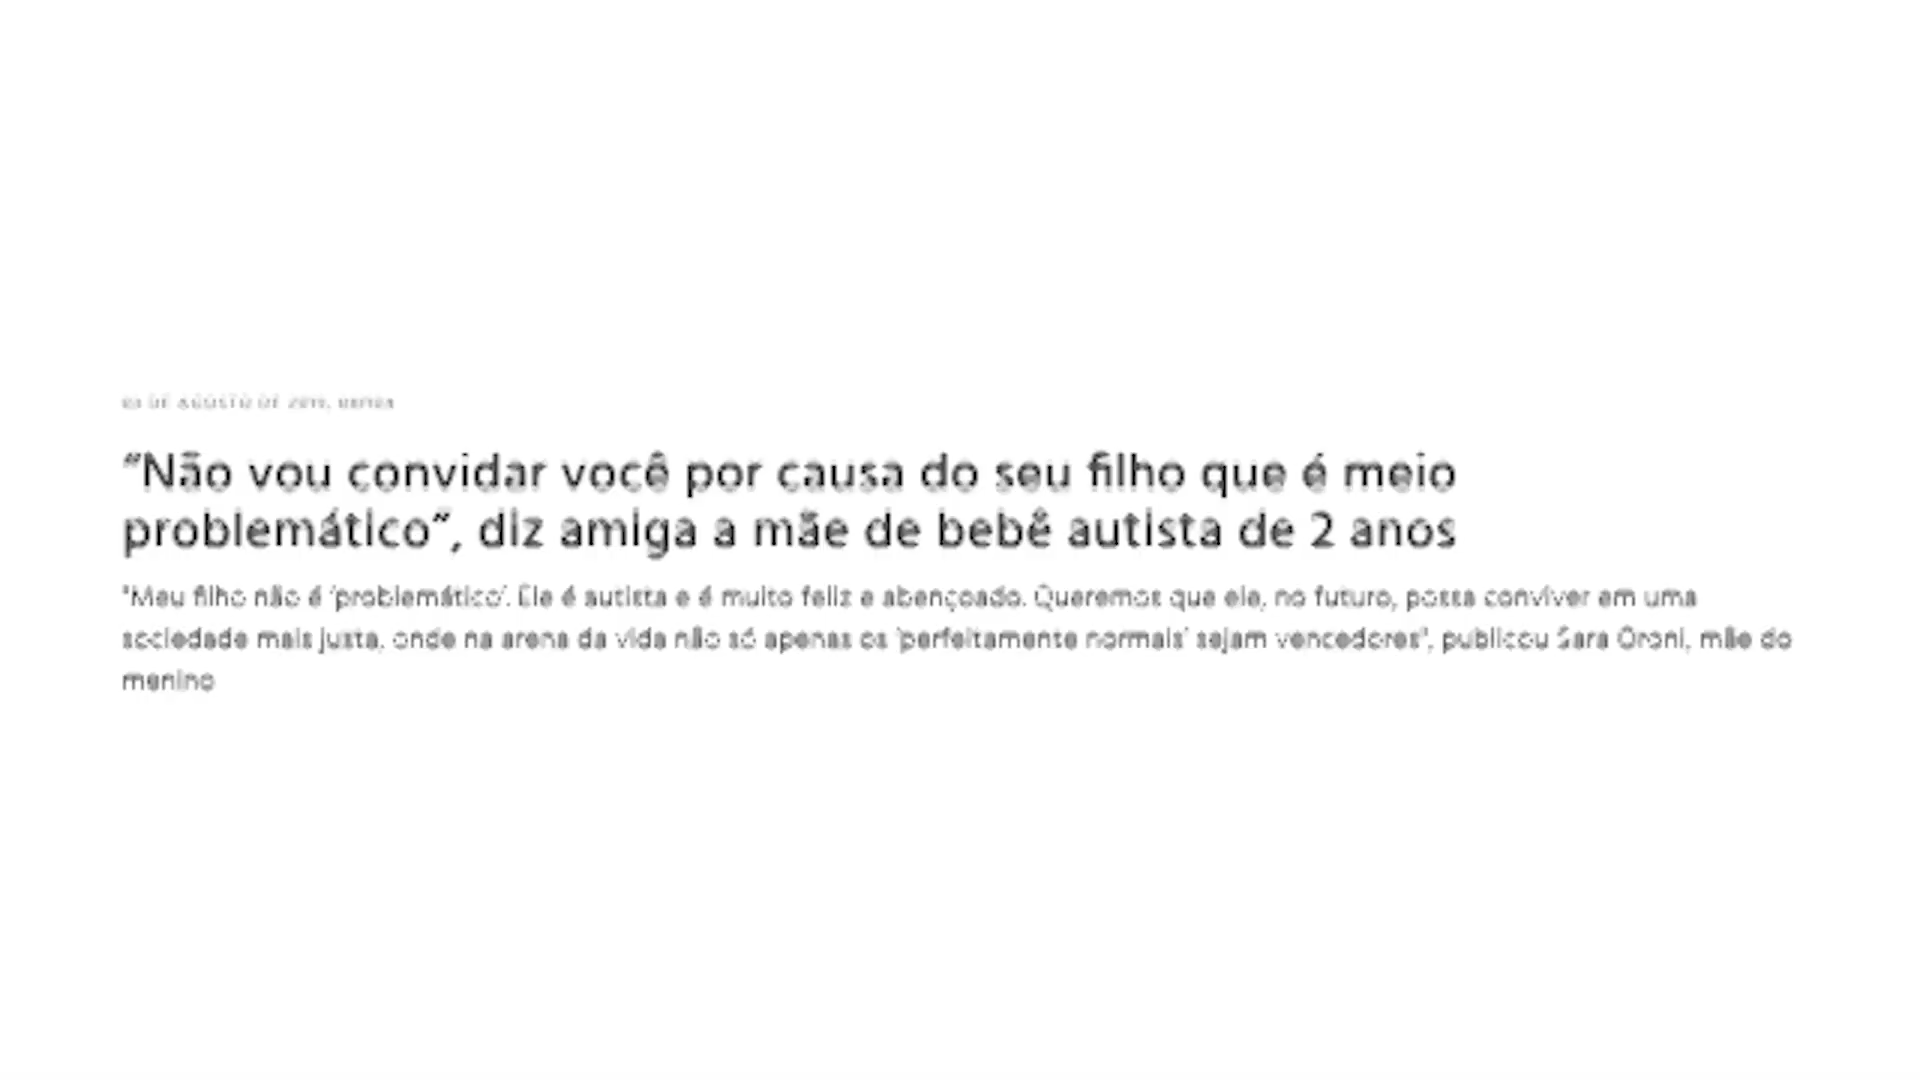 DE AGOSTO DE
“Não vou convidar você por causa do seu filho que é meio
problemático”, diz amiga a mãe de bebê autista de 2 anos
"Meu filho não é 'problemático'. Ele é autista e é muito feliz e abençoado. Queremos que ele, no futuro, possa conviver em uma
sociedade mais justa, onde na arena da vida não só apenas os 'perfeitamente normais' sejam vencedores", publicou Sara Oroni, mãe do
menino